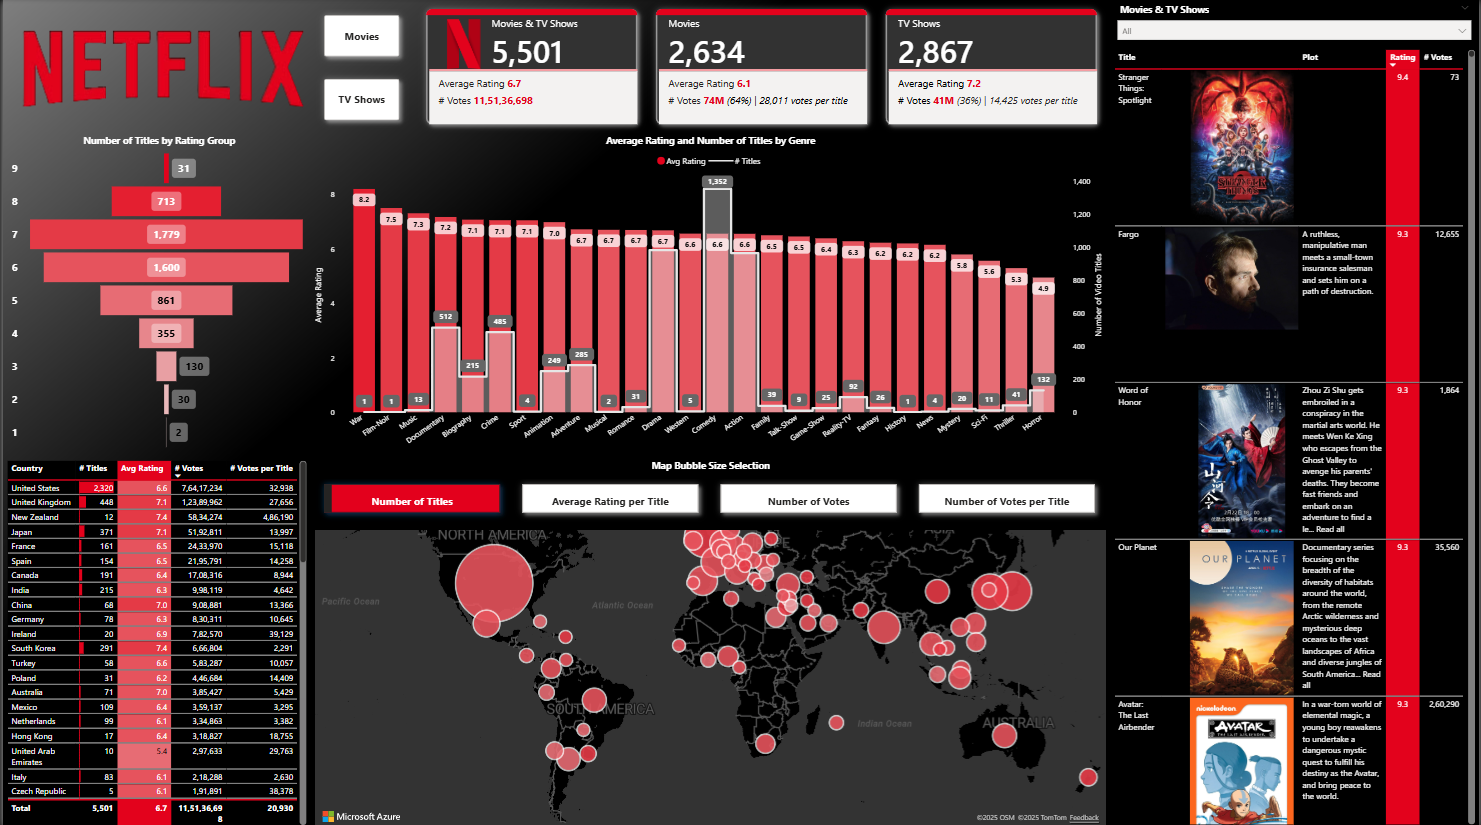 NETFLIX
Movies
TV Shows
Movies & TV Shows
5,501
Average Rating 6.7
# Votes 11,51,36,698
Movies
2,634
Average Rating 6.1
# Votes 74M (64%) | 28,011 votes per title
TV Shows
2,867
Average Rating 7.2
# Votes 41M (36%) | 14,425 votes per title
Number of Titles by Rating Group
9 31
8 713
7 1,779
6 1,600
5 861
4 355
3 130
2 30
1 2
Average Rating and Number of Titles by Genre
Avg Rating # Titles
Average Rating
8
6
4
2
0
8.2 7.5 7.3 7.2 7.1 7.1 7.1 7.0 6.7 6.7 6.7 6.7 6.6 6.6 6.6 6.5 6.5 6.4 6.3 6.2 6.2 6.2 5.8 5.6 5.3 4.9
1 1 13 512 215 485 4 249 285 2 31 5 1,352 39 9 25 92 26 1 4 20 11 41 132
War Film-Noir Music Documentary Biography Crime Sport Animation Adventure Musical Romance Drama Western Comedy Action Family Talk-Show Game-Show Reality-TV Fantasy History News Mystery Sci-Fi Thriller Horror
1,400
1,200
1,000
800
600
400
200
0
Number of Video Titles
Country # Titles Avg Rating # Votes # Votes per Title
United States 2,320 6.6 7,64,17,234 32,938
United Kingdom 448 7.1 1,23,89,962 27,656
New Zealand 12 7.4 58,34,274 4,86,190
Japan 371 7.1 51,92,811 13,997
France 161 6.5 24,33,970 15,118
Spain 154 6.5 21,95,791 14,258
Canada 191 6.4 17,08,316 8,944
India 215 6.3 9,98,119 4,642
China 68 7.0 9,08,881 13,366
Germany 78 6.3 8,30,311 10,645
Ireland 20 6.9 7,82,570 39,129
South Korea 291 7.4 6,66,804 2,291
Turkey 58 6.6 5,83,287 10,057
Poland 31 6.2 4,46,684 14,409
Australia 71 7.0 3,85,427 5,429
Mexico 109 6.4 3,59,137 3,295
Netherlands 99 6.1 3,34,863 3,382
Hong Kong 17 6.4 3,18,827 18,755
United Arab 10 5.4 2,97,633 29,763
Emirates
Italy 83 6.1 2,18,288 2,630
Czech Republic 5 6.1 1,91,891 38,378
Total 5,501 6.7 11,51,36,69 20,930
8
Map Bubble Size Selection
Number of Titles
Average Rating per Title
Number of Votes
Number of Votes per Title
NORTH AMERICA
Pacific Ocean
Atlantic Ocean
SOUTH AMERICA
Indian Ocean
AUSTRALIA
Microsoft Azure
©2025 OSM ©2025 TomTom Feedback
Movies & TV Shows
All
Title Plot Rating # Votes
Stranger 9.4 73
Things:
Spotlight
STRANGER
THINGS
2
Fargo A ruthless, 9.3 12,655
manipulative man
meets a small-town
insurance salesman
and sets him on a
path of destruction.
Word of Zhou Zi Shu gets 9.3 1,864
Honor embroiled in a
conspiracy in the
martial arts world. He
meets Wen Ke Xing
who escapes from the
Ghost Valley to
avenge his parents'
deaths. They become
fast friends and
embark on an
adventure to find a
le... Read all
山河令
Our Planet Documentary series 9.3 35,560
focusing on the
breadth of the
diversity of habitats
around the world,
from the remote
Arctic wilderness and
mysterious deep
oceans to the vast
landscapes of Africa
and diverse jungles of
South America... Read
all
OUR PLANET
Avatar: In a war-torn world of 9.3 2,60,290
The Last elemental magic, a
Airbender young boy reawakens
to undertake a
dangerous mystic
quest to fulfill his
destiny as the Avatar,
and bring peace to
the world.
nickelodeon
AVATAR
THE LAST AIRBENDER